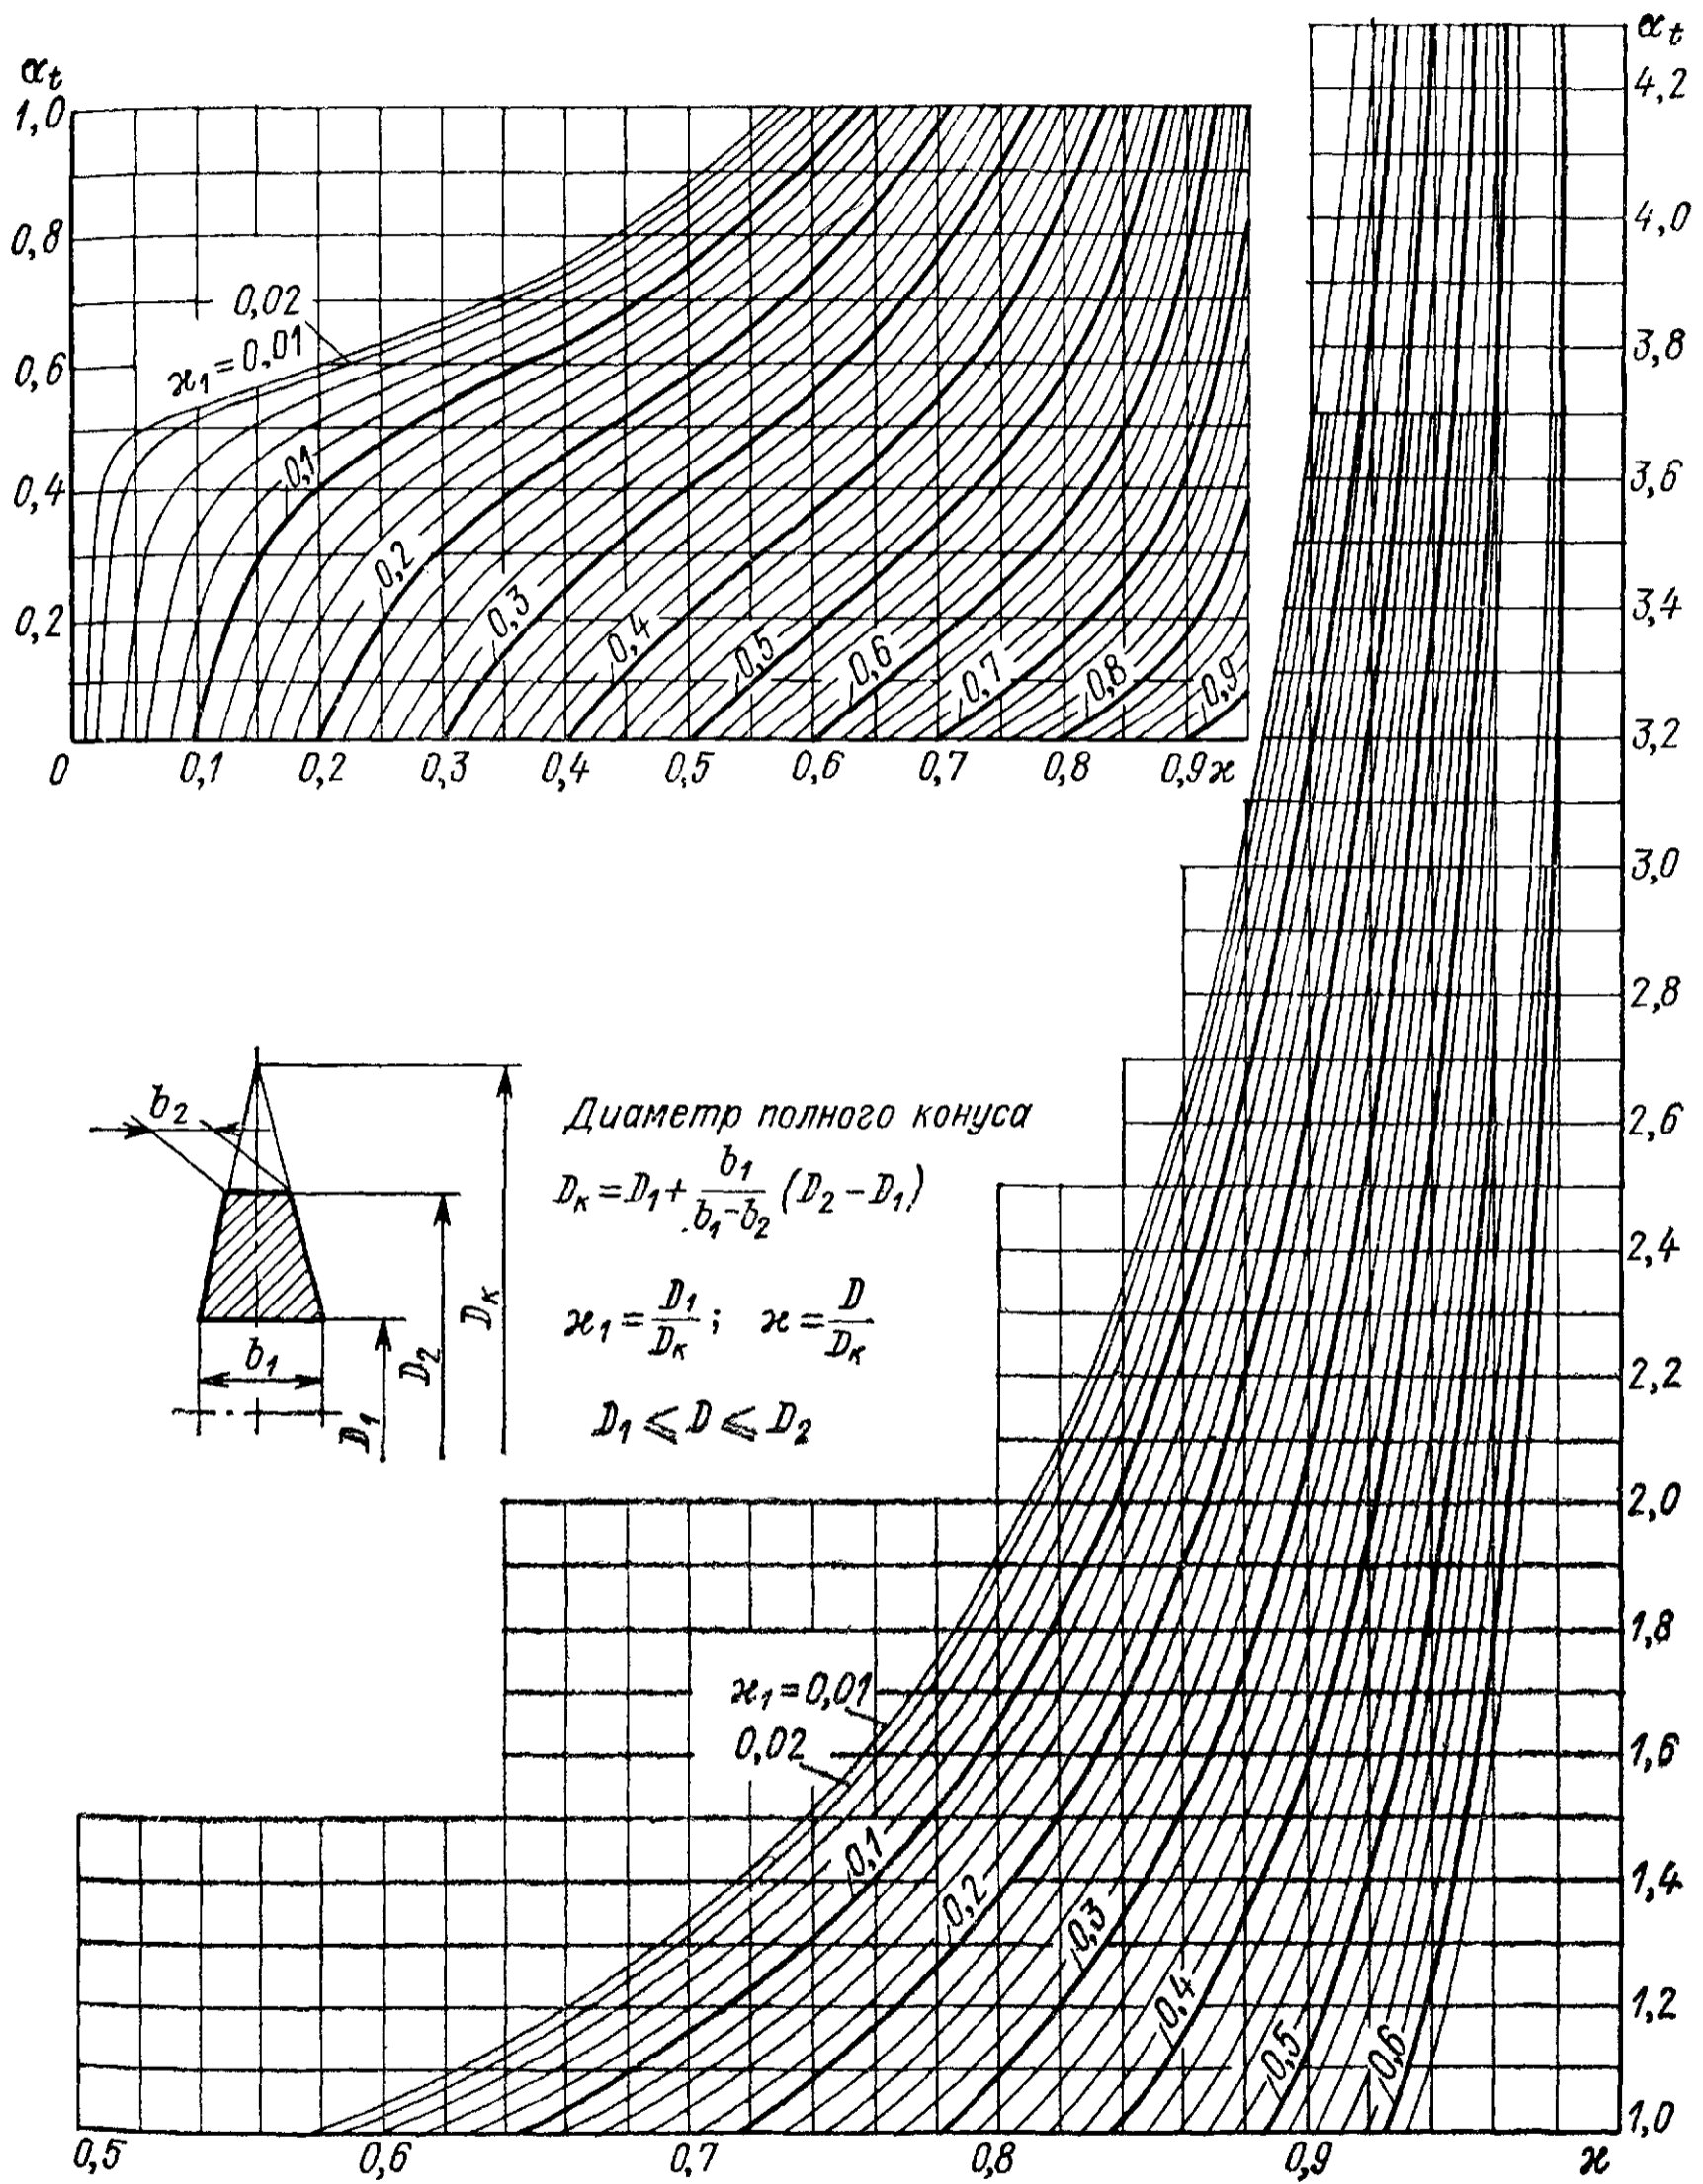 α_t
1,0
0,8
0,6
0,4
0,2
0,02
ϰ₁=0,01
0,1
0,2
0,3
0,4
0,5
0,6
0,7
0,8
0,9
0 0,1 0,2 0,3 0,4 0,5 0,6 0,7 0,8 0,9 ϰ
α_t
4,2
4,0
3,8
3,6
3,4
3,2
3,0
2,8
2,6
2,4
2,2
2,0
1,8
1,6
1,4
1,2
1,0
b₂
b₁
D₁
D₂
Dк
Диаметр полного конуса
Dк=D₁+b₁/(b₁-b₂) (D₂-D₁)
ϰ₁=D₁/Dк; ϰ=D/Dк
D₁⩽D⩽D₂
ϰ₁=0,01
0,02
0,1
0,2
0,3
0,4
0,5
0,6
0,5 0,6 0,7 0,8 0,9 ϰ